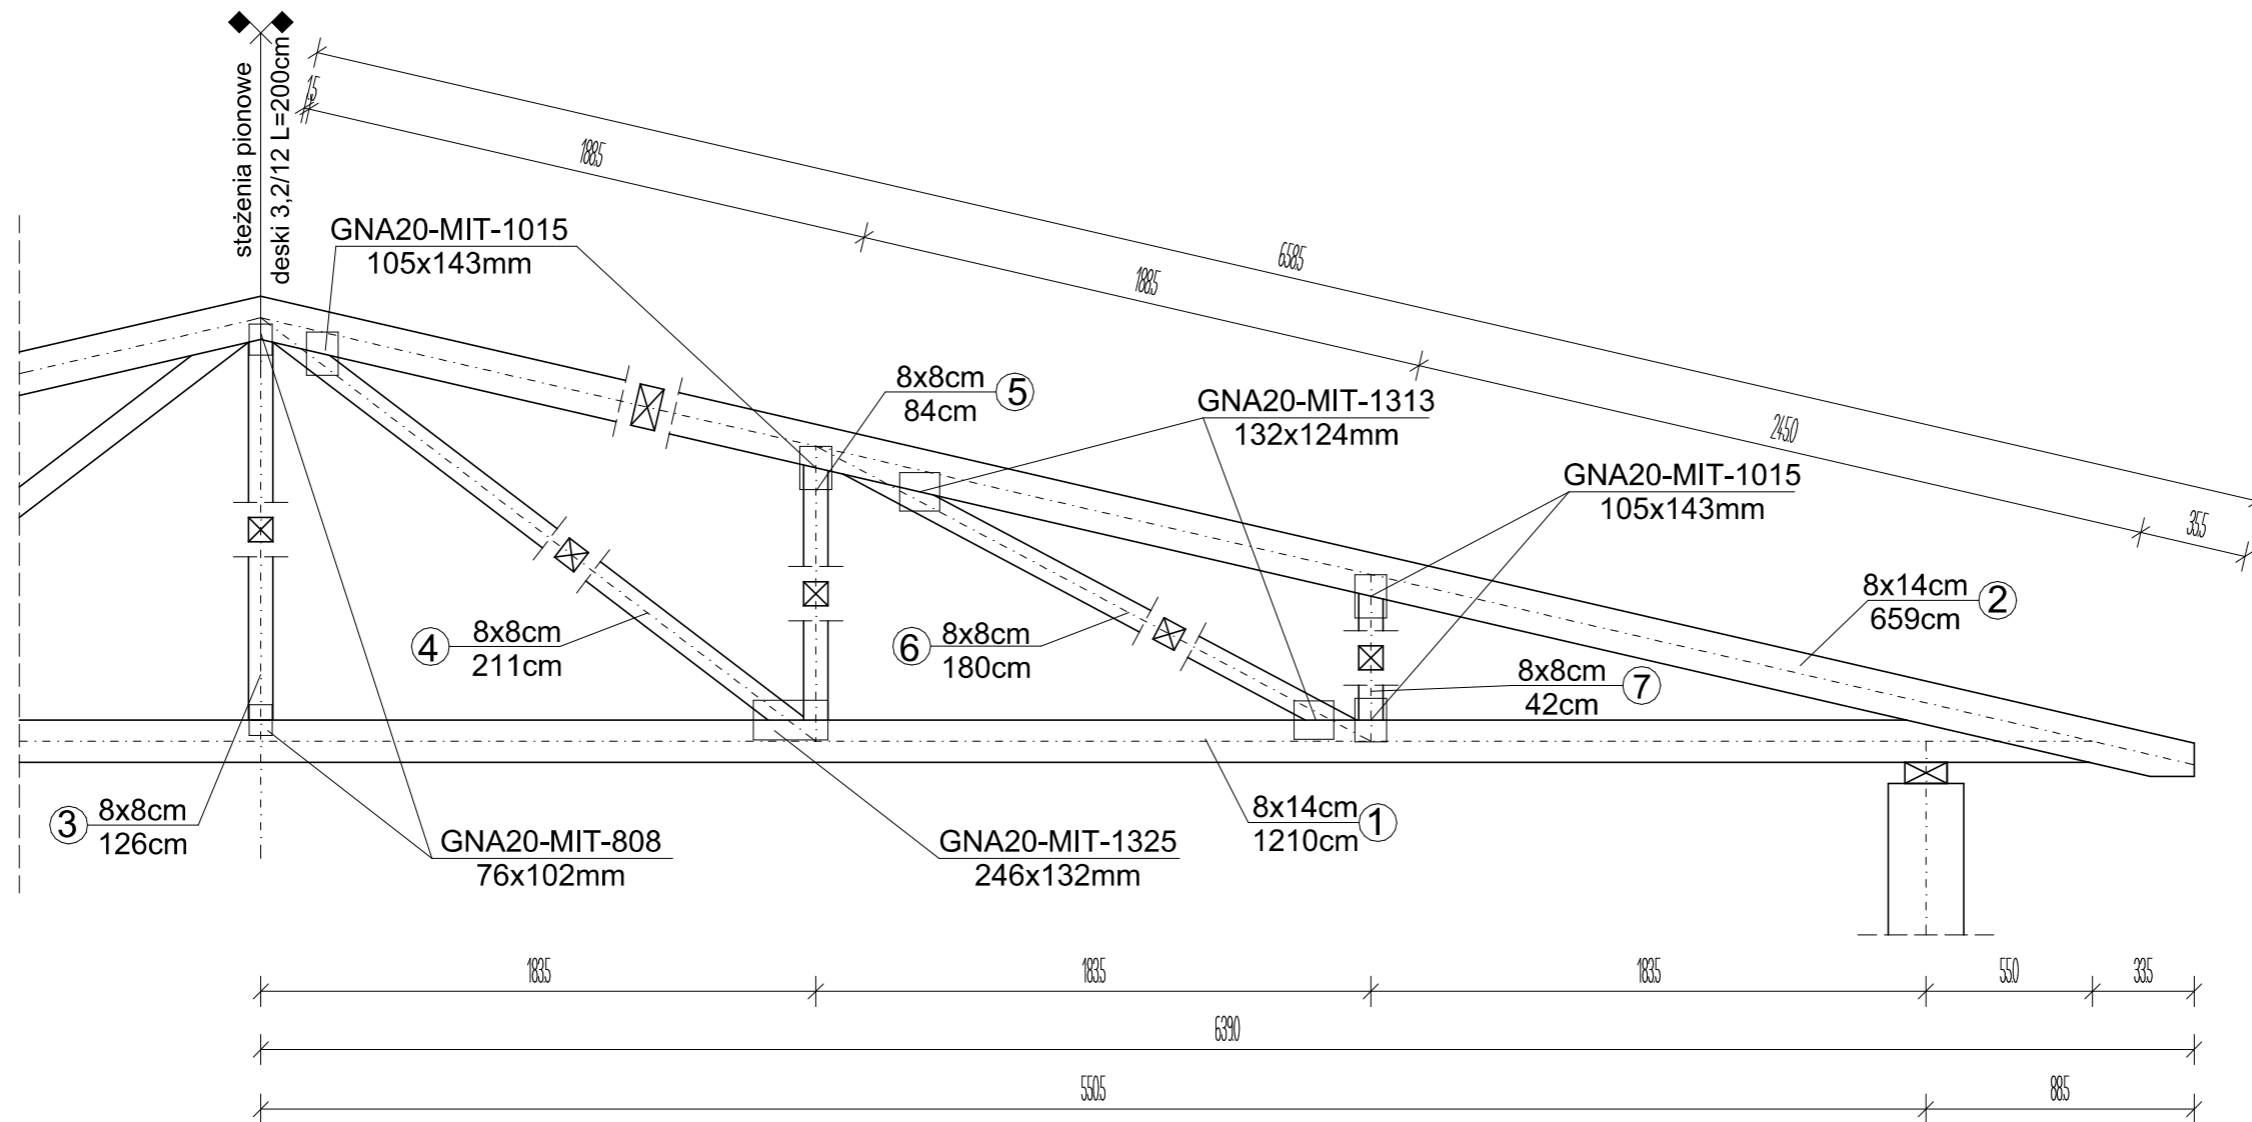 steżenia pionowe
deski 3,2/12 L=200cm
15
1885
6585
1885
2450
355
GNA20-MIT-1015
105x143mm
8x8cm
84cm
5
GNA20-MIT-1313
132x124mm
GNA20-MIT-1015
105x143mm
8x14cm
659cm
2
4
8x8cm
211cm
6
8x8cm
180cm
8x8cm
42cm
7
3
8x8cm
126cm
GNA20-MIT-808
76x102mm
GNA20-MIT-1325
246x132mm
8x14cm
1210cm
1
1835
1835
1835
550
335
6390
5505
885